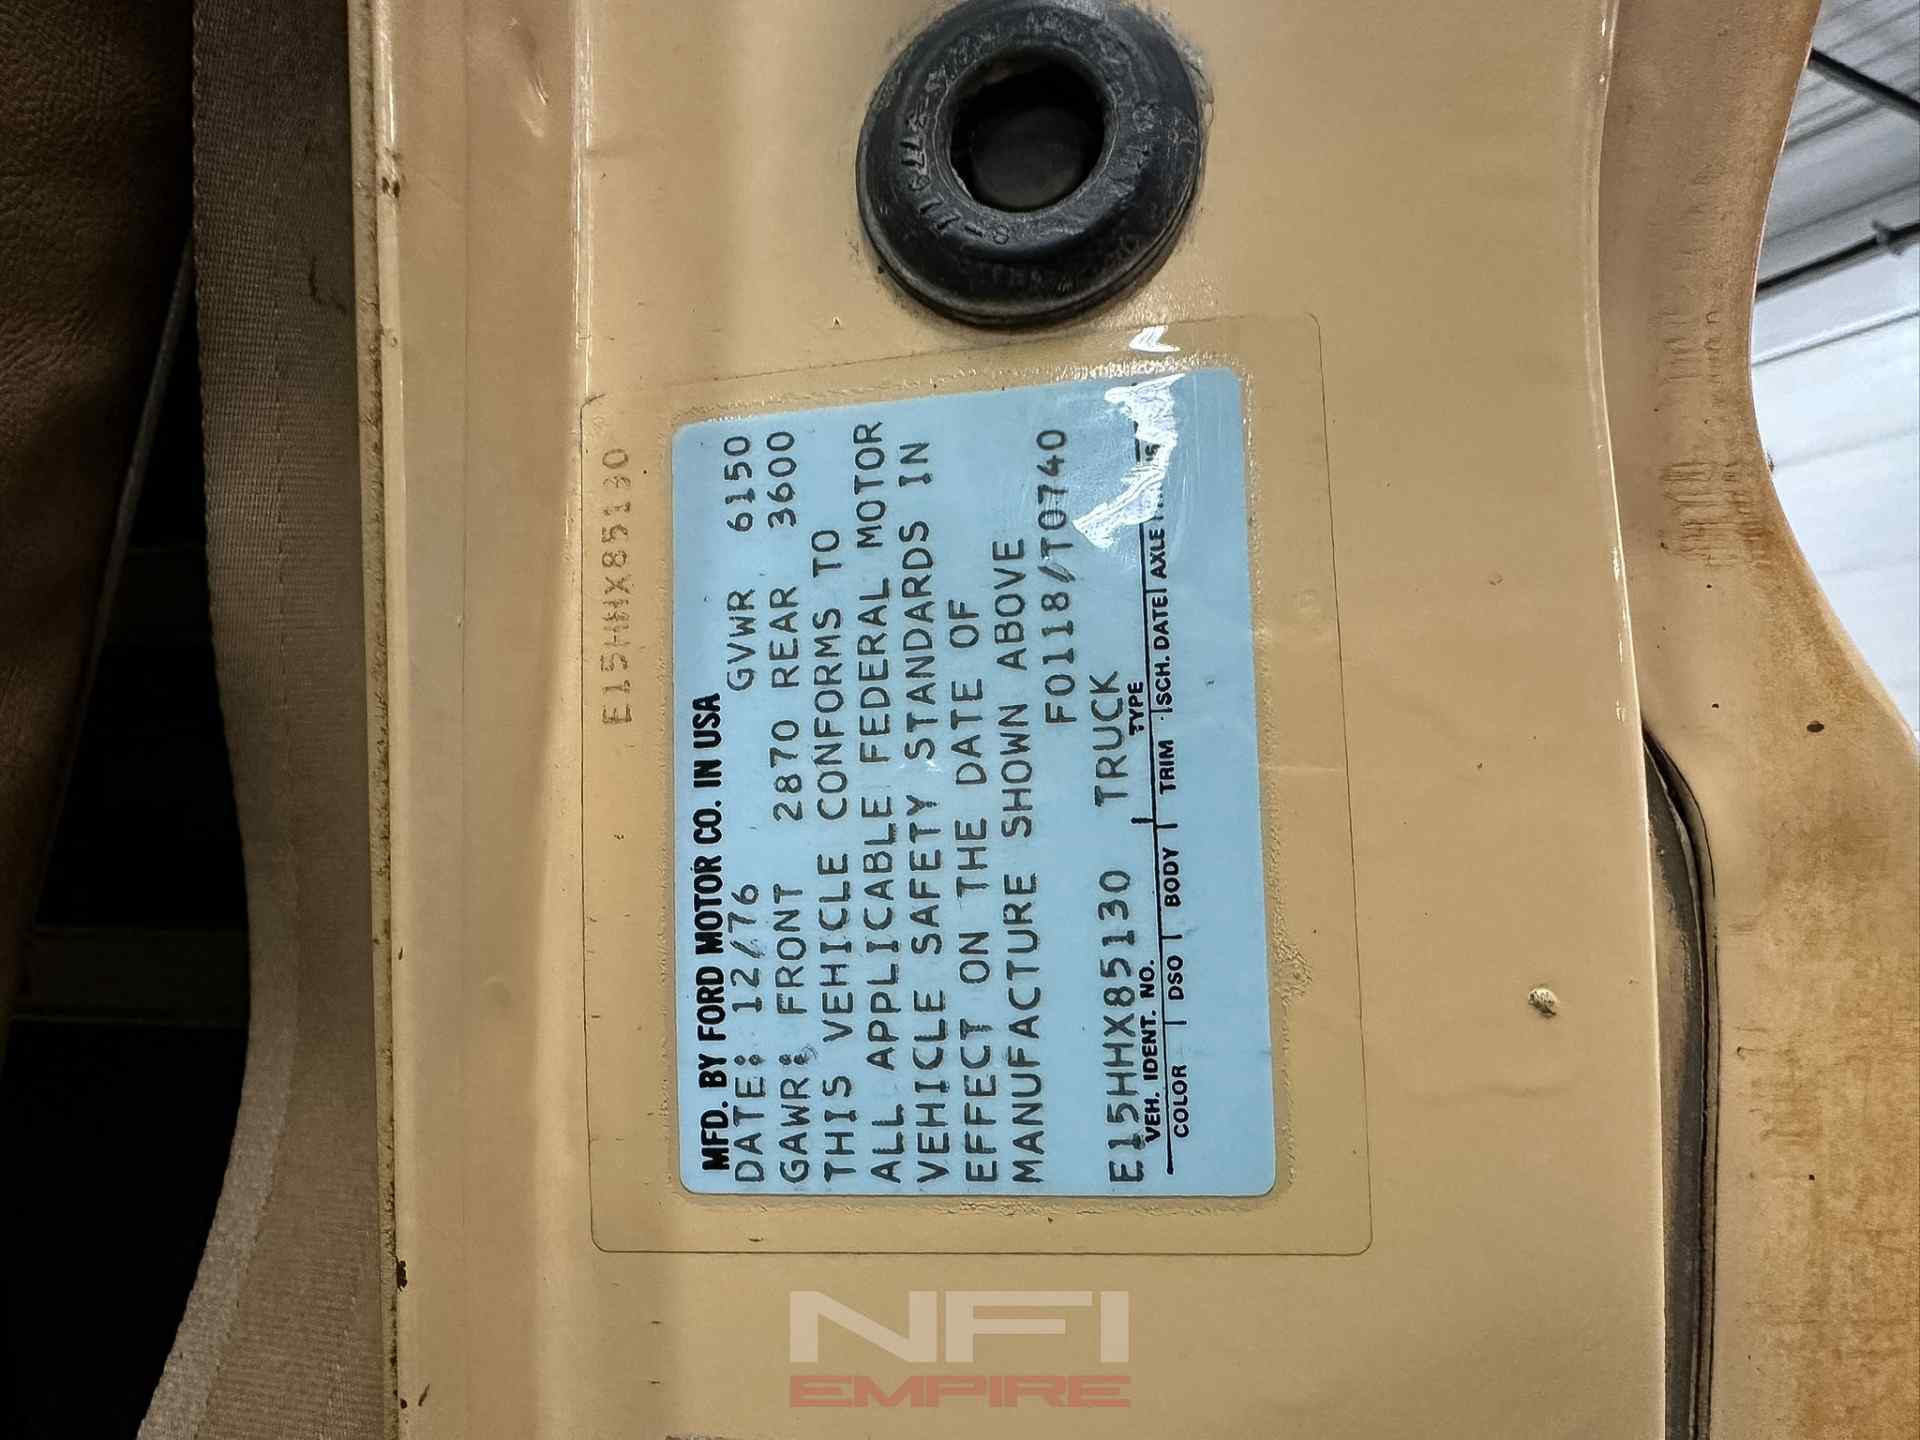 E15HHX85130
MFD. BY FORD MOTOR CO. IN USA
DATE: 12/76 GVWR 6150
GAWR: FRONT 2870 REAR 3600
THIS VEHICLE CONFORMS TO
ALL APPLICABLE FEDERAL MOTOR
VEHICLE SAFETY STANDARDS IN
EFFECT ON THE DATE OF
MANUFACTURE SHOWN ABOVE
F0118/T0740
E15HHX85130 TRUCK
VEH. IDENT. NO. TYPE
COLOR DSO BODY TRIM SCH. DATE AXLE
NFI
EMPIRE